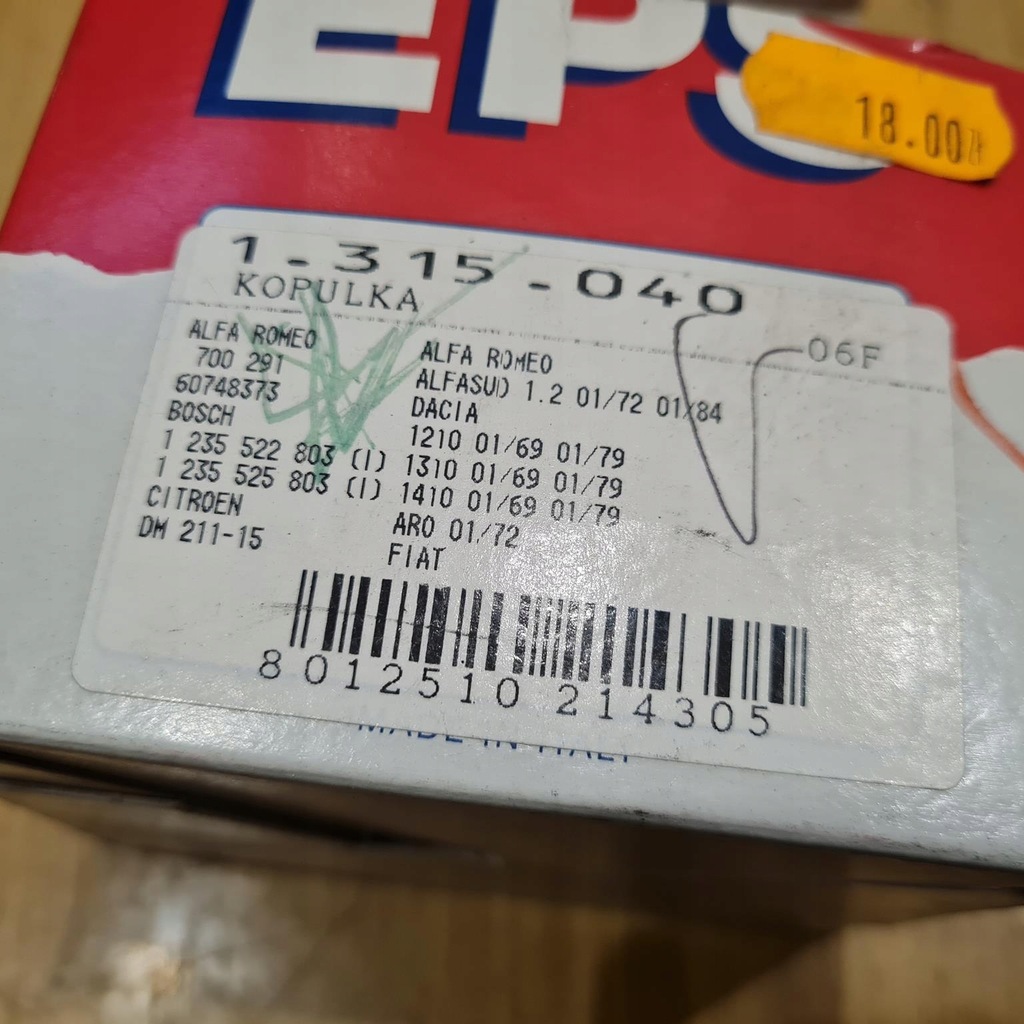 EPS
18.00zł
1-315-040
KOPULKA
06F
ALFA ROMEO
700 291
60748373
BOSCH
1 235 522 803 (I)
1 235 525 803 (I)
CITROEN
DM 211-15
ALFA ROMEO
ALFASUD 1.2 01/72 01/84
DACIA
1210 01/69 01/79
1310 01/69 01/79
1410 01/69 01/79
ARO 01/72
FIAT
8 012510 214305
MADE IN ITALY